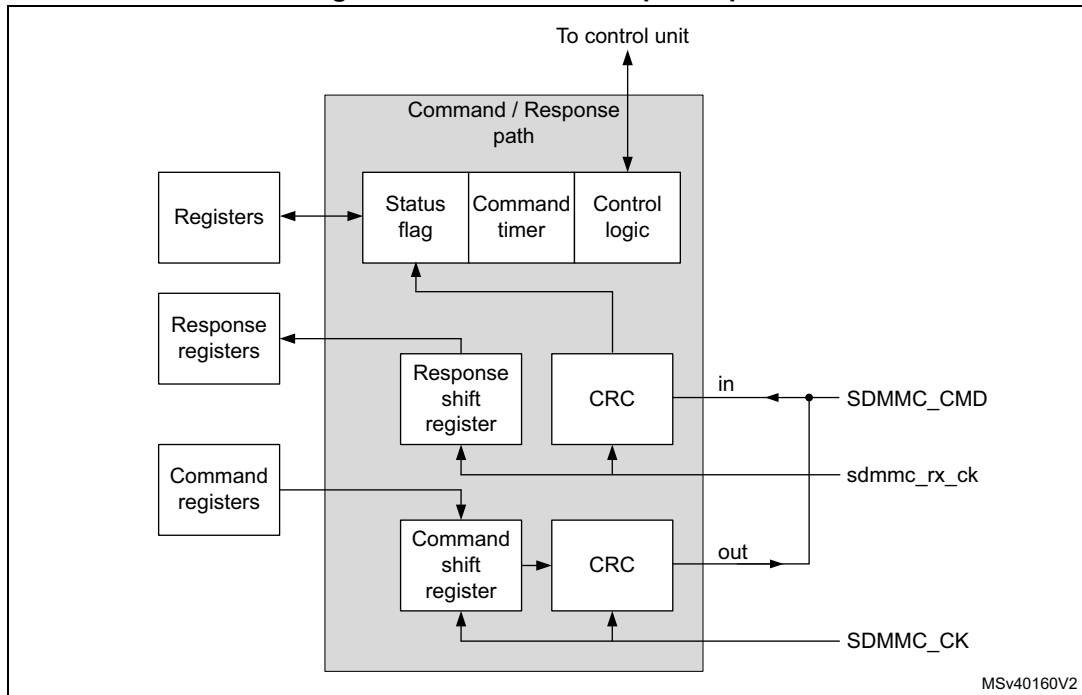 To control unit
Command / Response
path
Registers
Status
flag
Command
timer
Control
logic
Response
registers
Response
shift
register
CRC
in
SDMMC_CMD
Command
registers
sdmmc_rx_ck
Command
shift
register
CRC
out
SDMMC_CK
MSv40160V2